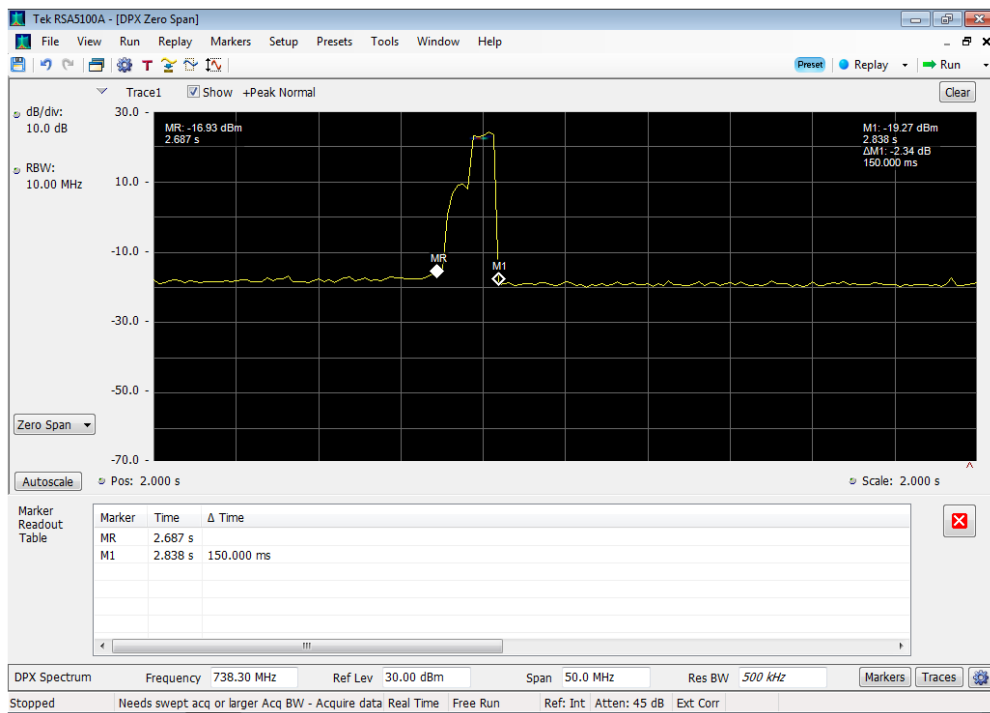 Tek RSA5100A - [DPX Zero Span]
File View Run Replay Markers Setup Presets Tools Window Help
T Preset Replay Run
Trace1 Show +Peak Normal Clear
dB/div:
10.0 dB
RBW:
10.00 MHz
30.0
10.0
-10.0
-30.0
-50.0
-70.0
MR: -16.93 dBm
2.687 s
M1: -19.27 dBm
2.838 s
ΔM1: -2.34 dB
150.000 ms
MR
M1
Zero Span
Autoscale Pos: 2.000 s Scale: 2.000 s
Marker
Readout
Table
Marker Time Δ Time
MR 2.687 s
M1 2.838 s 150.000 ms
DPX Spectrum Frequency 738.30 MHz Ref Lev 30.00 dBm Span 50.0 MHz Res BW 500 kHz Markers Traces
Stopped Needs swept acq or larger Acq BW - Acquire data Real Time Free Run Ref: Int Atten: 45 dB Ext Corr